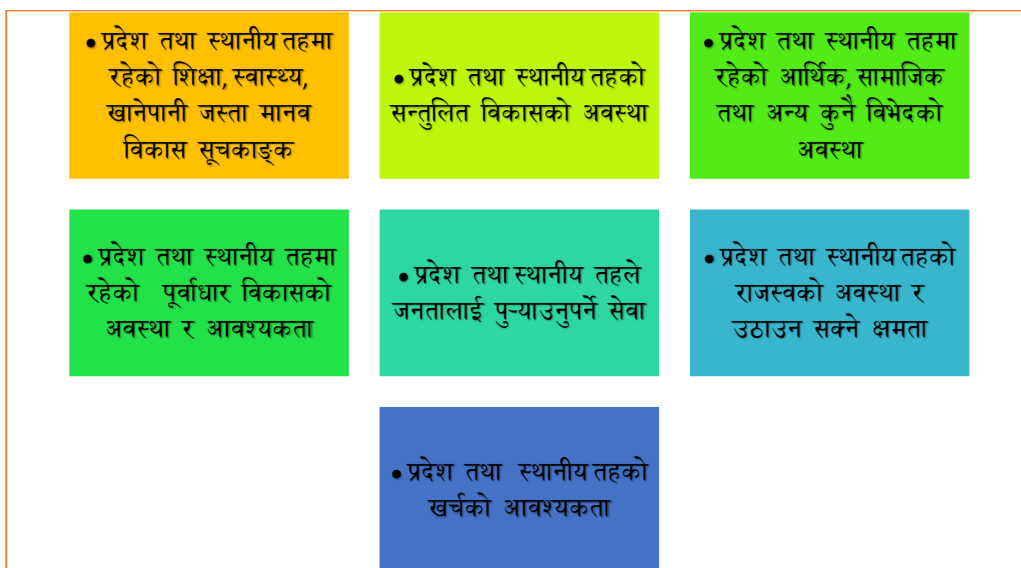 • प्रदेश तथा स्थानीय तहमा
रहेको शिक्षा, स्वास्थ्य,
खानेपानी जस्ता मानव
विकास सूचकाङ्क
• प्रदेश तथा स्थानीय तहको
सन्तुलित विकासको अवस्था
• प्रदेश तथा स्थानीय तहमा
रहेको आर्थिक, सामाजिक
तथा अन्य कुनै विभेदको
अवस्था
• प्रदेश तथा स्थानीय तहमा
रहेको पूर्वाधार विकासको
अवस्था र आवश्यकता
• प्रदेश तथा स्थानीय तहले
जनतालाई पुऱ्याउनुपर्ने सेवा
• प्रदेश तथा स्थानीय तहको
राजस्वको अवस्था र
उठाउन सक्ने क्षमता
• प्रदेश तथा स्थानीय तहको
खर्चको आवश्यकता